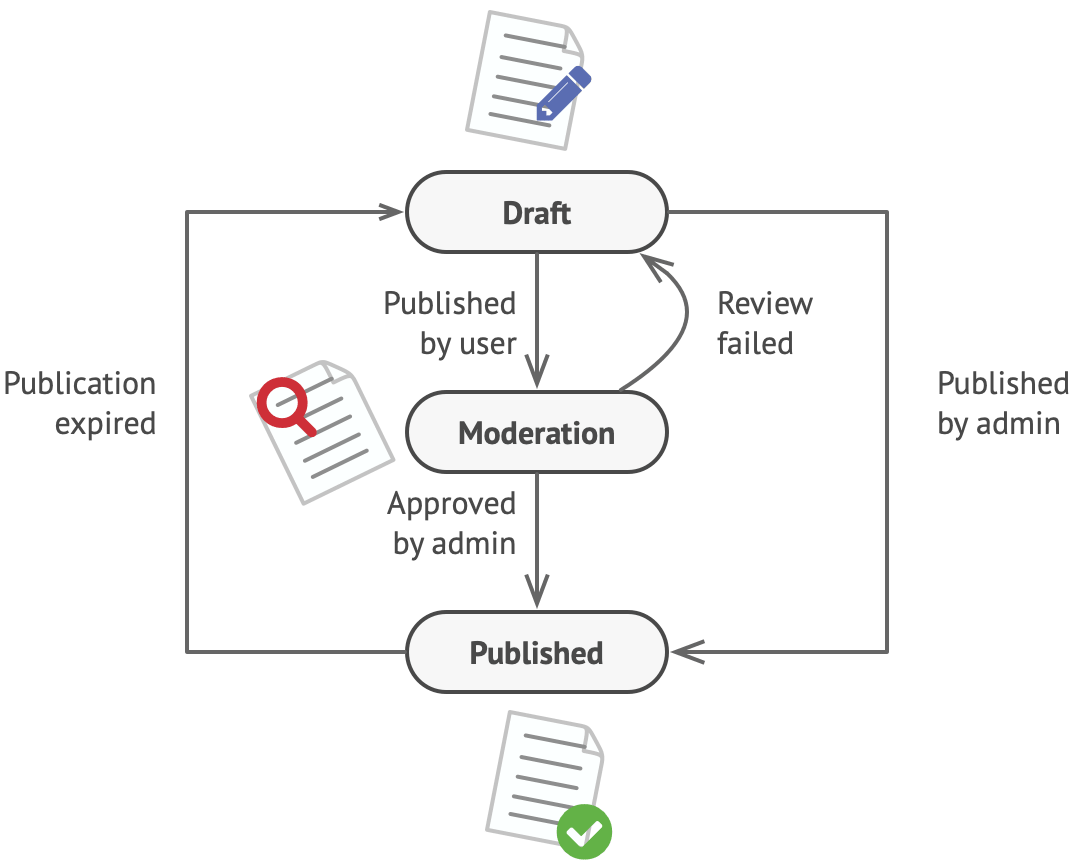 Draft
Published
by user
Review
failed
Publication
expired
Published
by admin
Moderation
Approved
by admin
Published